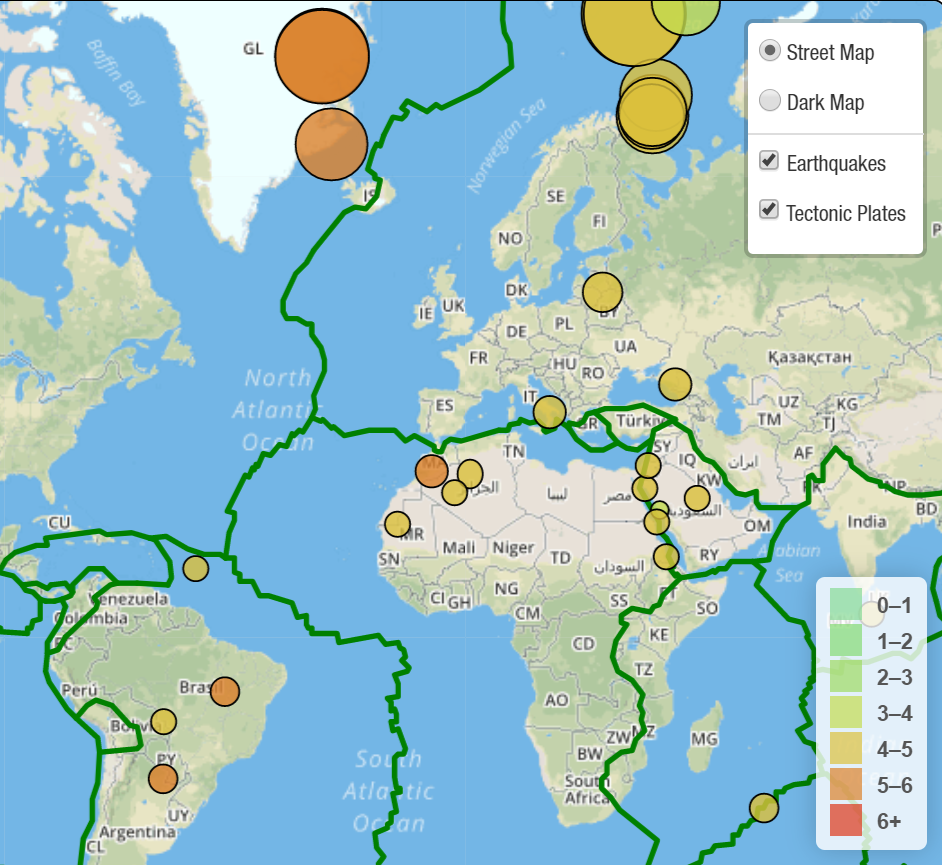 GL
Baffin Bay
Norwegian Sea
Street Map
Dark Map
Earthquakes
Tectonic Plates
IS
SE
FI
NO
DK
IE
UK
BY
PL
DE
UA
FR
HU
RO
Қазақстан
North
Atlantic
Ocean
ES
IT
GR
Türkiye
UZ
KG
TM
TJ
TN
SY
IQ
ایران
AF
PK
NP
BD
MA
الجزائر
ليبيا
مصر
KW
السعودية
OM
India
CU
MR
Mali
Niger
TD
السودان
RY
Arabian
Sea
SN
CI
GH
NG
SS
ET
SO
CM
Venezuela
Colombia
EC
CD
KE
TZ
Perú
Brasil
Bolivia
AO
ZW
MZ
MG
BW
PY
South
Africa
South
Atlantic
Ocean
UY
Argentina
CL
0–1
1–2
2–3
3–4
4–5
5–6
6+